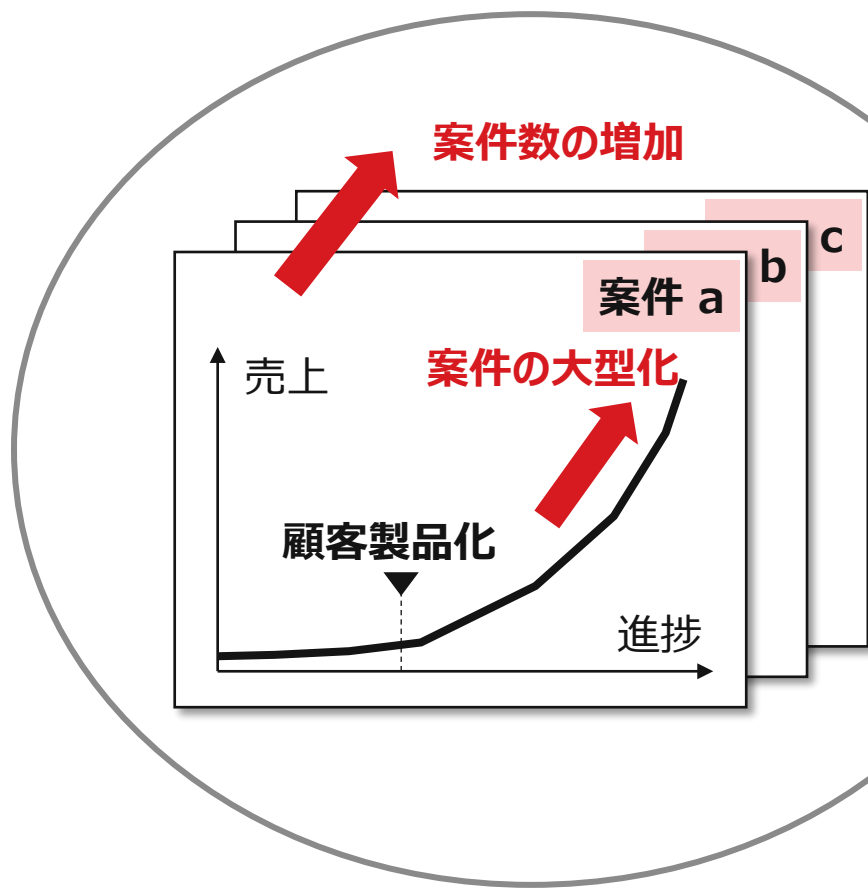 案件数の増加
c
b
案件 a
案件の大型化
売上
顧客製品化
進捗